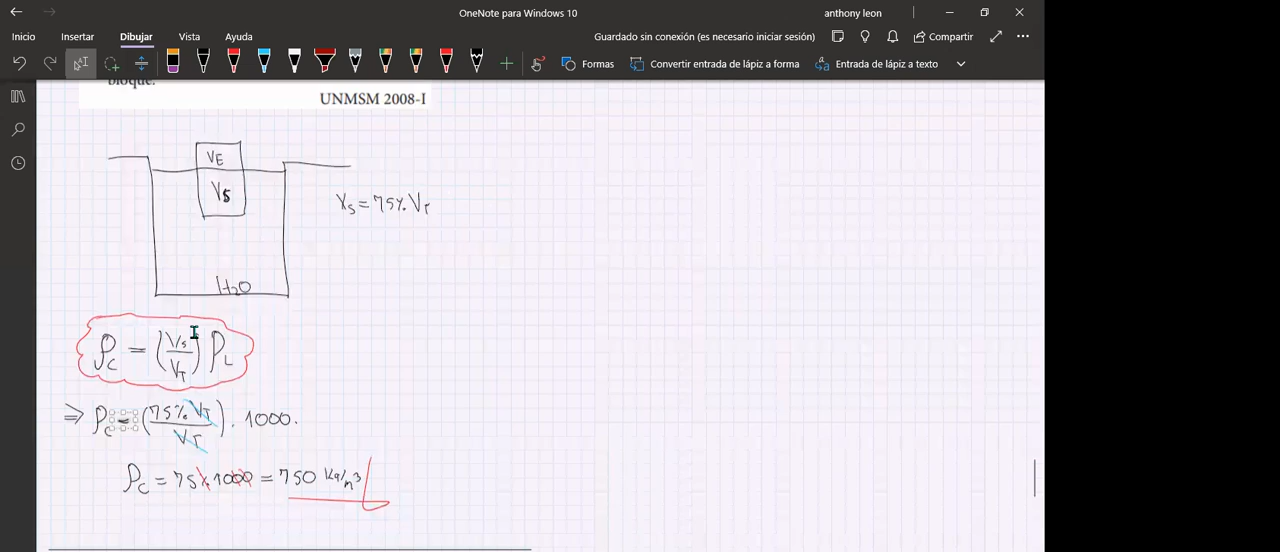 OneNote para Windows 10
anthony leon
Inicio Insertar Dibujar Vista Ayuda
Guardado sin conexión (es necesario iniciar sesión)
Compartir
Formas
Convertir entrada de lápiz a forma
Entrada de lápiz a texto
bloque.
UNMSM 2008-I
VE
VS
VS = 75% VT
H2O
ρC = (VS/VT) ρL
⇒ ρC = (75% VT/VT) . 1000.
ρC = 75% 1000 = 750 Kg/m³